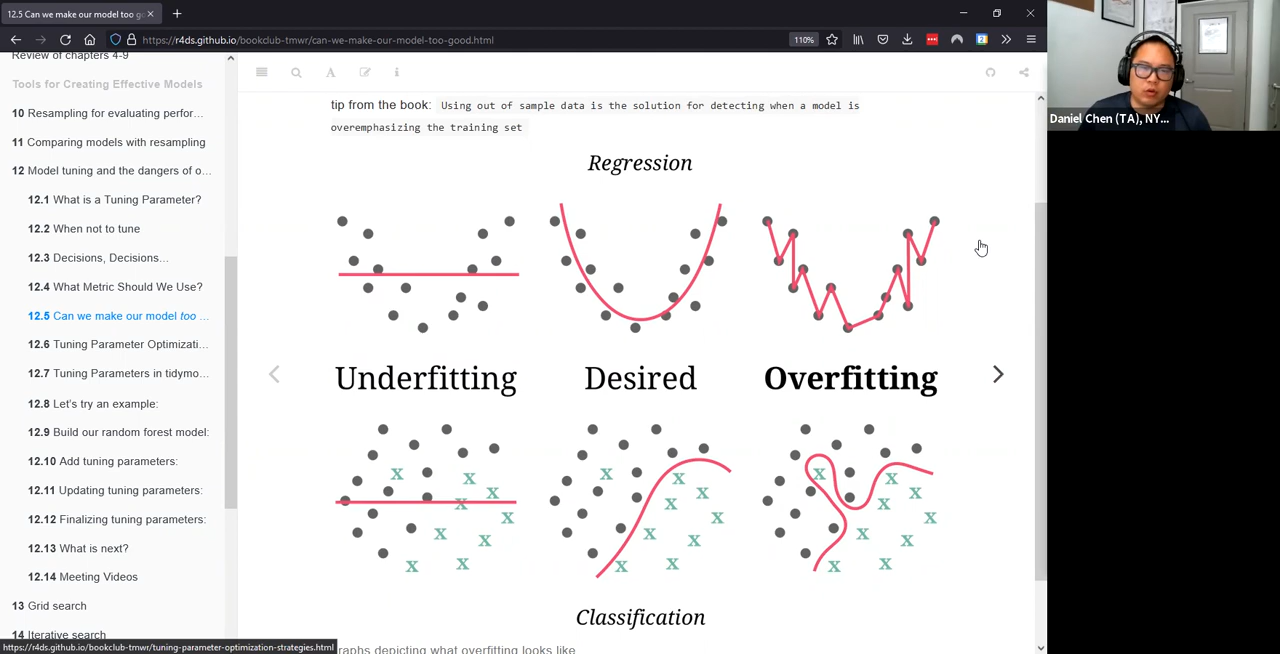 12.5 Can we make our model too go
https://r4ds.github.io/bookclub-tmwr/can-we-make-our-model-too-good.html
110%
2
Review of chapters 4-9
Tools for Creating Effective Models
10 Resampling for evaluating perfor...
11 Comparing models with resampling
12 Model tuning and the dangers of o...
12.1 What is a Tuning Parameter?
12.2 When not to tune
12.3 Decisions, Decisions...
12.4 What Metric Should We Use?
12.5 Can we make our model too ...
12.6 Tuning Parameter Optimizati...
12.7 Tuning Parameters in tidymo...
12.8 Let's try an example:
12.9 Build our random forest model:
12.10 Add tuning parameters:
12.11 Updating tuning parameters:
12.12 Finalizing tuning parameters:
12.13 What is next?
12.14 Meeting Videos
13 Grid search
14 Iterative search
https://r4ds.github.io/bookclub-tmwr/tuning-parameter-optimization-strategies.html
A
i
tip from the book: Using out of sample data is the solution for detecting when a model is
overemphasizing the training set
Regression
Underfitting Desired Overfitting
Classification
raphs depicting what overfitting looks like
Daniel Chen (TA), NY...